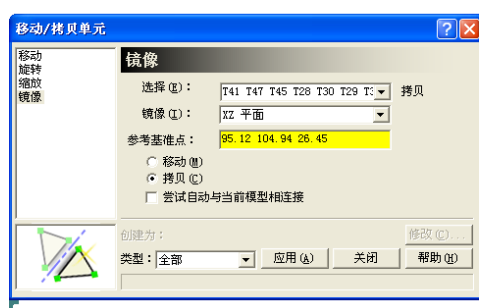 移动/拷贝单元
移动
旋转
缩放
镜像
镜像
选择(E)： T41 T47 T45 T28 T30 T29 拷贝
镜像(I)： XZ 平面
参考基准点： 95.12 104.94 26.45
移动(M)
拷贝(C)
尝试自动与当前模型相连接
创建为： 修改(C)...
类型： 全部 应用(A) 关闭 帮助(H)